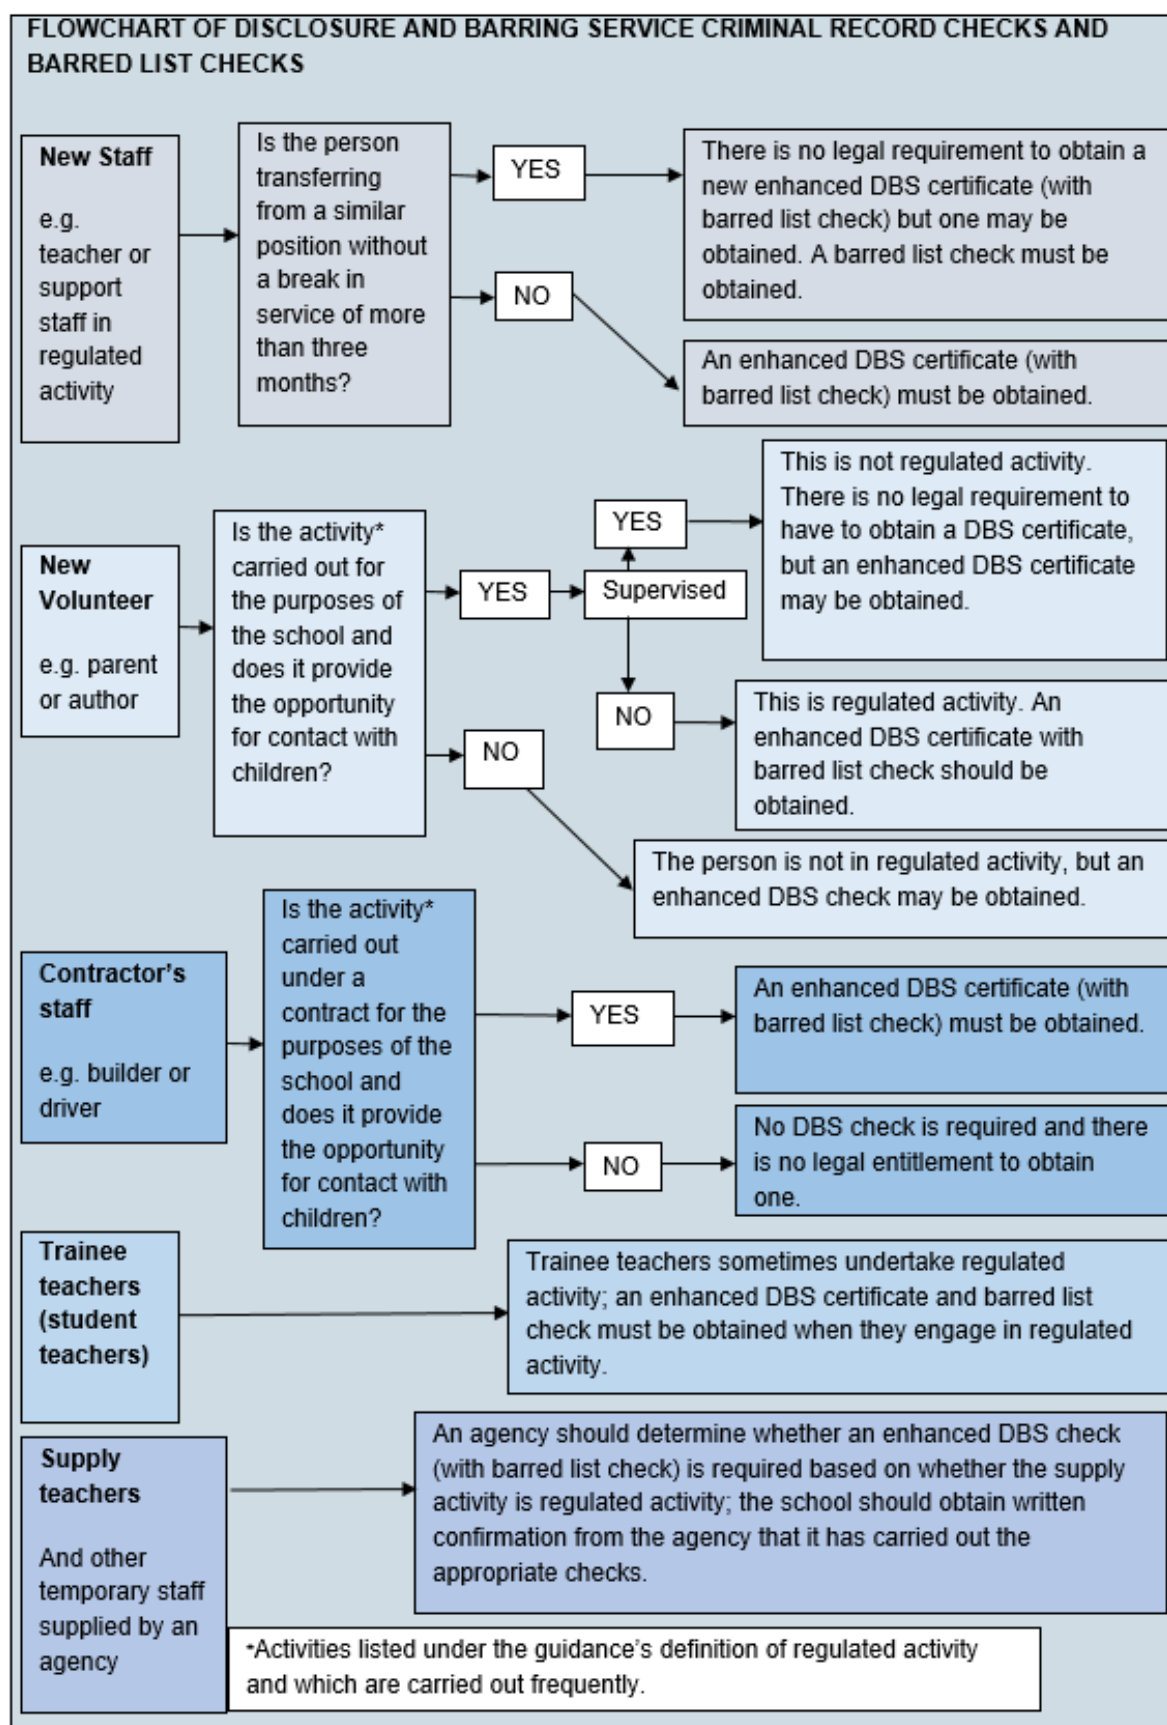 FLOWCHART OF DISCLOSURE AND BARRING SERVICE CRIMINAL RECORD CHECKS AND
BARRED LIST CHECKS
New Staff
e.g.
teacher or
support
staff in
regulated
activity
Is the person
transferring
from a similar
position without
a break in
service of more
than three
months?
YES
There is no legal requirement to obtain a
new enhanced DBS certificate (with
barred list check) but one may be
obtained. A barred list check must be
obtained.
NO
An enhanced DBS certificate (with
barred list check) must be obtained.
New
Volunteer
e.g. parent
or author
Is the activity*
carried out for
the purposes of
the school and
does it provide
the opportunity
for contact with
children?
YES
Supervised
YES
This is not regulated activity.
There is no legal requirement to
have to obtain a DBS certificate,
but an enhanced DBS certificate
may be obtained.
NO
This is regulated activity. An
enhanced DBS certificate with
barred list check should be
obtained.
NO
The person is not in regulated activity, but an
enhanced DBS check may be obtained.
Contractor’s
staff
e.g. builder or
driver
Is the activity*
carried out
under a
contract for the
purposes of the
school and
does it provide
the opportunity
for contact with
children?
YES
An enhanced DBS certificate (with
barred list check) must be obtained.
NO
No DBS check is required and there
is no legal entitlement to obtain
one.
Trainee
teachers
(student
teachers)
Trainee teachers sometimes undertake regulated
activity; an enhanced DBS certificate and barred list
check must be obtained when they engage in regulated
activity.
Supply
teachers
And other
temporary staff
supplied by an
agency
An agency should determine whether an enhanced DBS check
(with barred list check) is required based on whether the supply
activity is regulated activity; the school should obtain written
confirmation from the agency that it has carried out the
appropriate checks.
*Activities listed under the guidance’s definition of regulated activity
and which are carried out frequently.